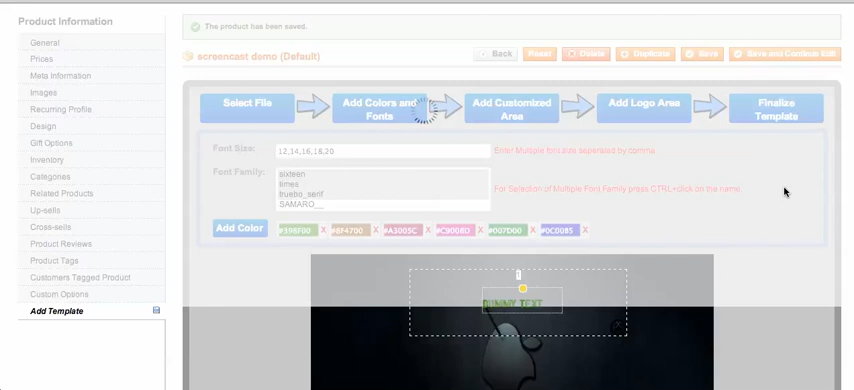 Product Information
General
Prices
Meta Information
Images
Recurring Profile
Design
Gift Options
Inventory
Categories
Related Products
Up-sells
Cross-sells
Product Reviews
Product Tags
Customers Tagged Product
Custom Options
Add Template
The product has been saved.
screencast demo (Default)
Back
Reset
Delete
Duplicate
Save
Save and Continue Edit
Select File
Add Colors and Fonts
Add Customized Area
Add Logo Area
Finalize Template
Font Size:
12,14,16,18,20
Enter Multiple font size seperated by comma
Font Family:
sixteen
times
truebo_serif
SAMARO__
For Selection of Multiple Font Family press CTRL+click on the name.
Add Color
#398F00 X
#8F4700 X
#A3005C X
X
#007D00 X
#0C0085 X
1
DUMMY TEXT